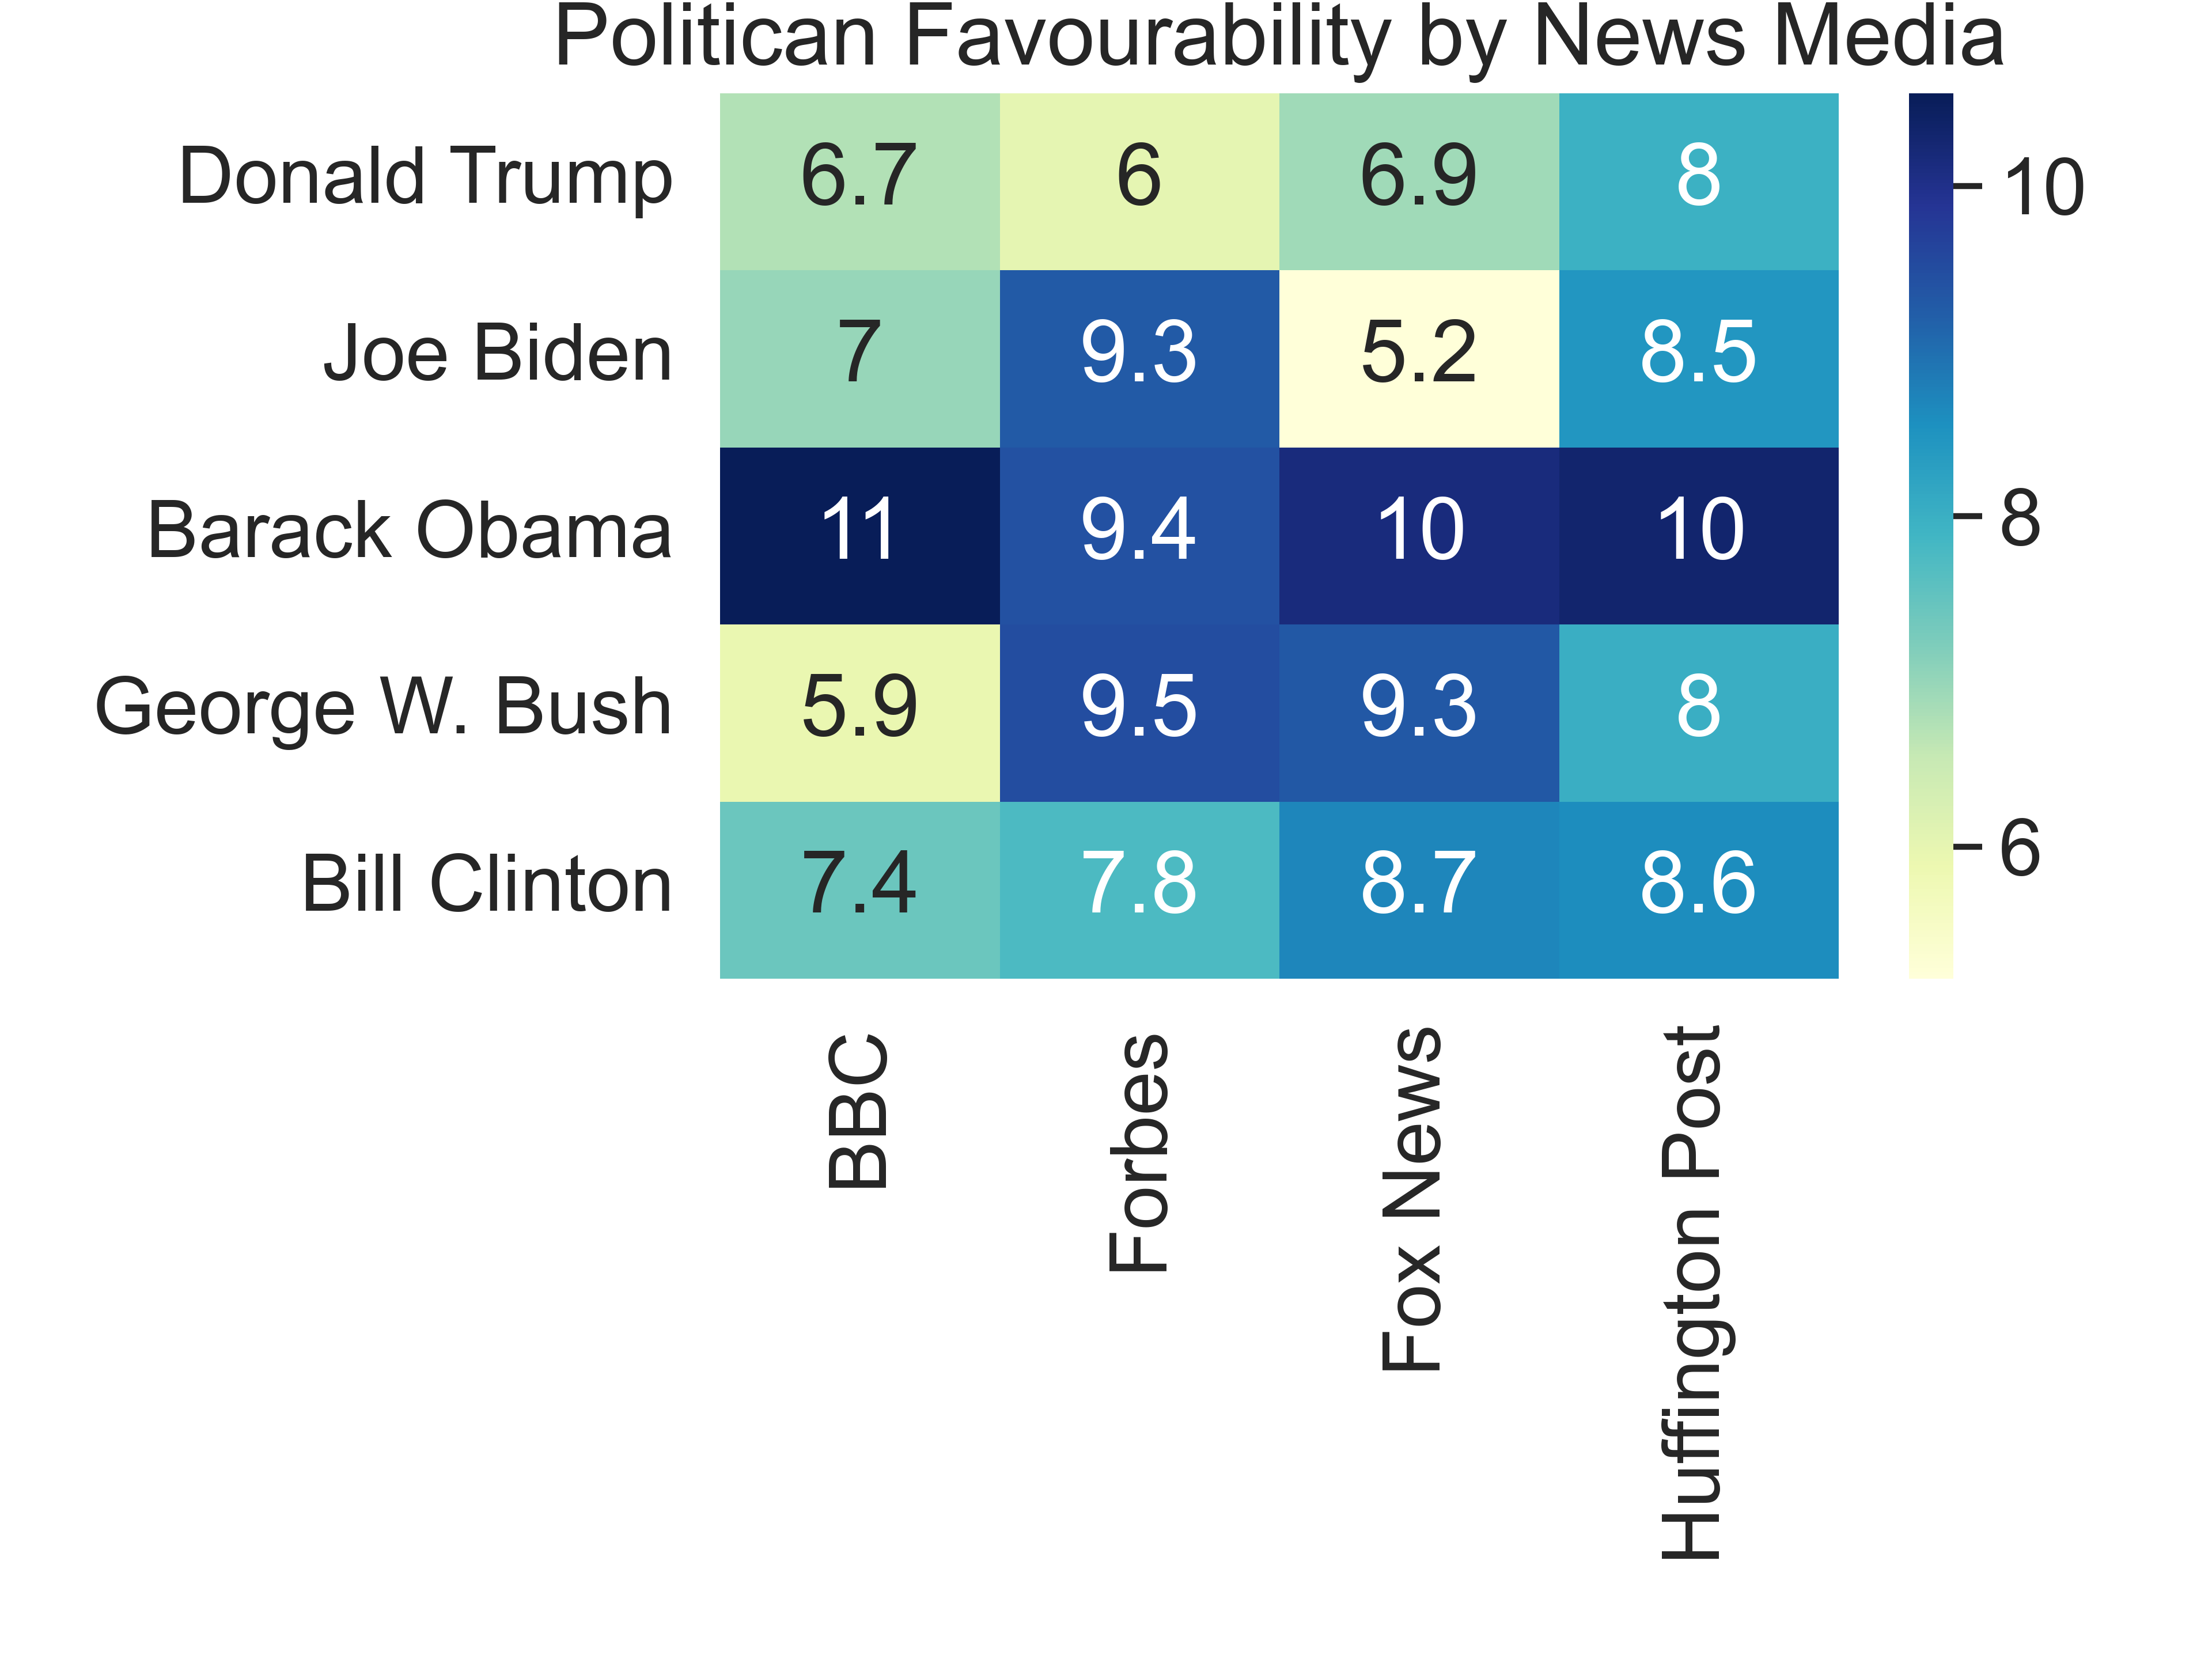 Politican Favourability by News Media
Donald Trump 6.7 6 6.9 8
Joe Biden 7 9.3 5.2 8.5
Barack Obama 11 9.4 10 10
George W. Bush 5.9 9.5 9.3 8
Bill Clinton 7.4 7.8 8.7 8.6
10
8
6
BBC
Forbes
Fox News
Huffington Post